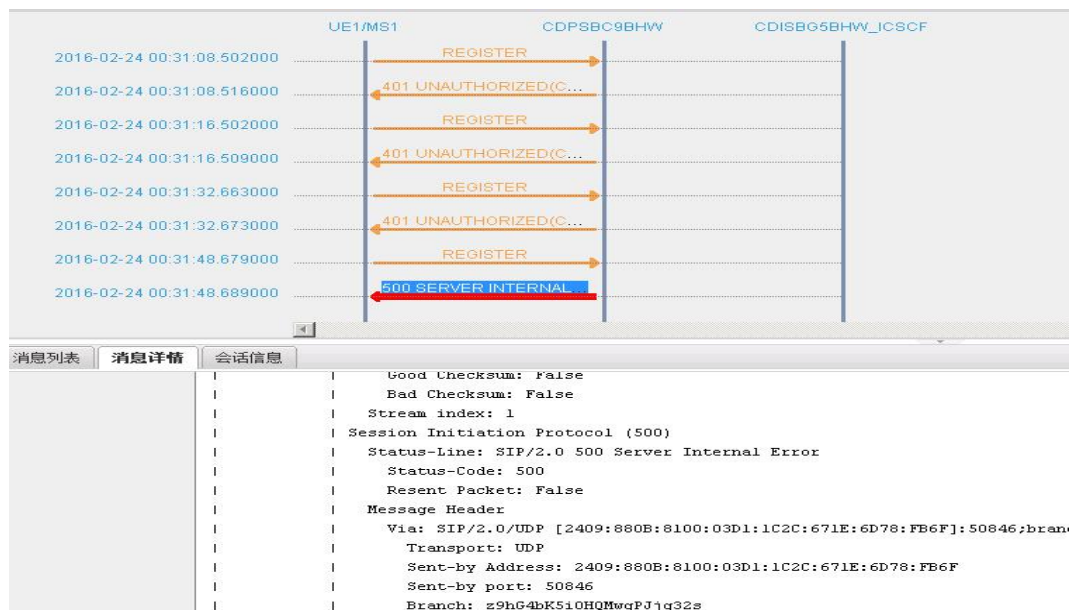 UE1/MS1 CDPSBC9BHW CDISBG5BHW_ICSCF
2016-02-24 00:31:08.502000 REGISTER
2016-02-24 00:31:08.516000 401 UNAUTHORIZED(C...
2016-02-24 00:31:16.502000 REGISTER
2016-02-24 00:31:16.509000 401 UNAUTHORIZED(C...
2016-02-24 00:31:32.663000 REGISTER
2016-02-24 00:31:32.673000 401 UNAUTHORIZED(C...
2016-02-24 00:31:48.679000 REGISTER
2016-02-24 00:31:48.689000 500 SERVER INTERNAL...
消息列表 消息详情 会话信息
Good Checksum: False
Bad Checksum: False
Stream index: 1
Session Initiation Protocol (500)
Status-Line: SIP/2.0 500 Server Internal Error
Status-Code: 500
Resent Packet: False
Message Header
Via: SIP/2.0/UDP [2409:880B:8100:03D1:1C2C:671E:6D78:FB6F]:50846;bran
Transport: UDP
Sent-by Address: 2409:880B:8100:03D1:1C2C:671E:6D78:FB6F
Sent-by port: 50846
Branch: z9hG4bK5i0HQMwgPJjg32s